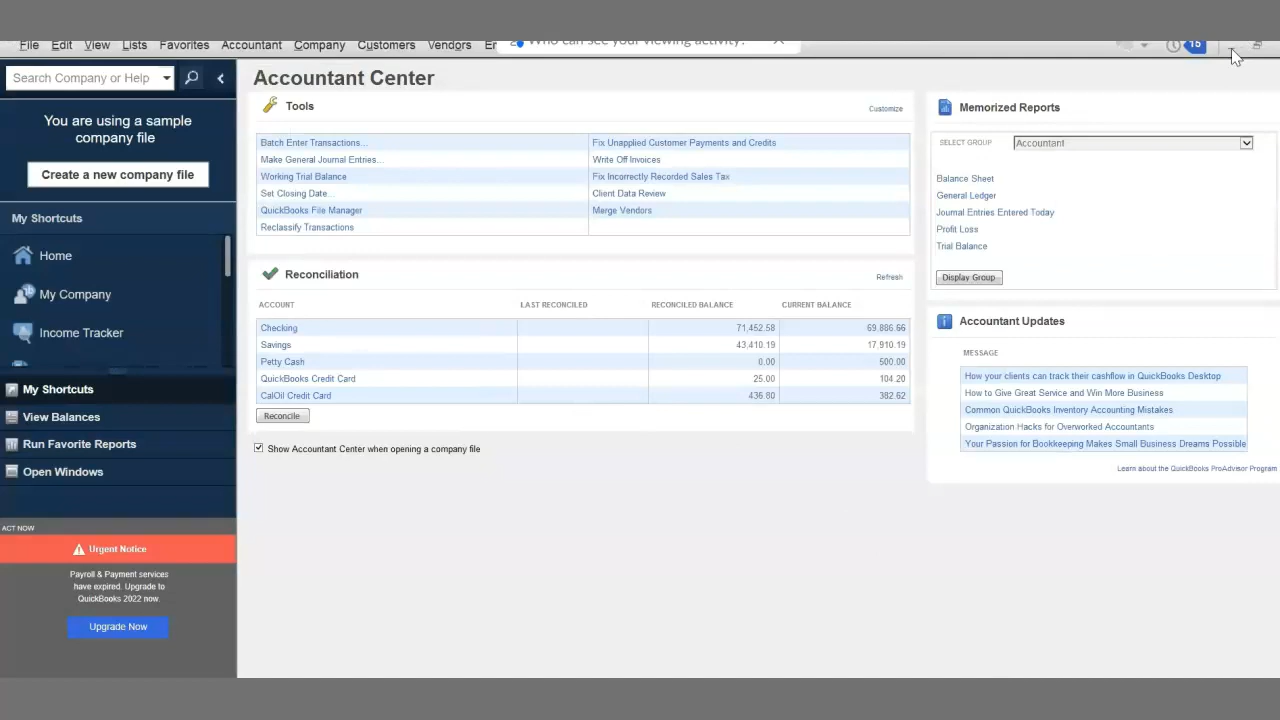 File Edit View Lists Favorites Accountant Company Customers Vendors
Who can see your viewing activity?
15
Search Company or Help
You are using a sample
company file
Create a new company file
My Shortcuts
Home
My Company
Income Tracker
My Shortcuts
View Balances
Run Favorite Reports
Open Windows
ACT NOW
Urgent Notice
Payroll & Payment services
have expired. Upgrade to
QuickBooks 2022 now.
Upgrade Now
Accountant Center
Tools
Customize
Batch Enter Transactions... Fix Unapplied Customer Payments and Credits
Make General Journal Entries... Write Off Invoices
Working Trial Balance Fix Incorrectly Recorded Sales Tax
Set Closing Date... Client Data Review
QuickBooks File Manager Merge Vendors
Reclassify Transactions
Reconciliation
Refresh
ACCOUNT LAST RECONCILED RECONCILED BALANCE CURRENT BALANCE
Checking 71,452.58 69,886.66
Savings 43,410.19 17,910.19
Petty Cash 0.00 500.00
QuickBooks Credit Card 25.00 104.20
CalOil Credit Card 436.80 382.62
Reconcile
Show Accountant Center when opening a company file
Memorized Reports
SELECT GROUP Accountant
Balance Sheet
General Ledger
Journal Entries Entered Today
Profit Loss
Trial Balance
Display Group
Accountant Updates
MESSAGE
How your clients can track their cashflow in QuickBooks Desktop
How to Give Great Service and Win More Business
Common QuickBooks Inventory Accounting Mistakes
Organization Hacks for Overworked Accountants
Your Passion for Bookkeeping Makes Small Business Dreams Possible
Learn about the QuickBooks ProAdvisor Program